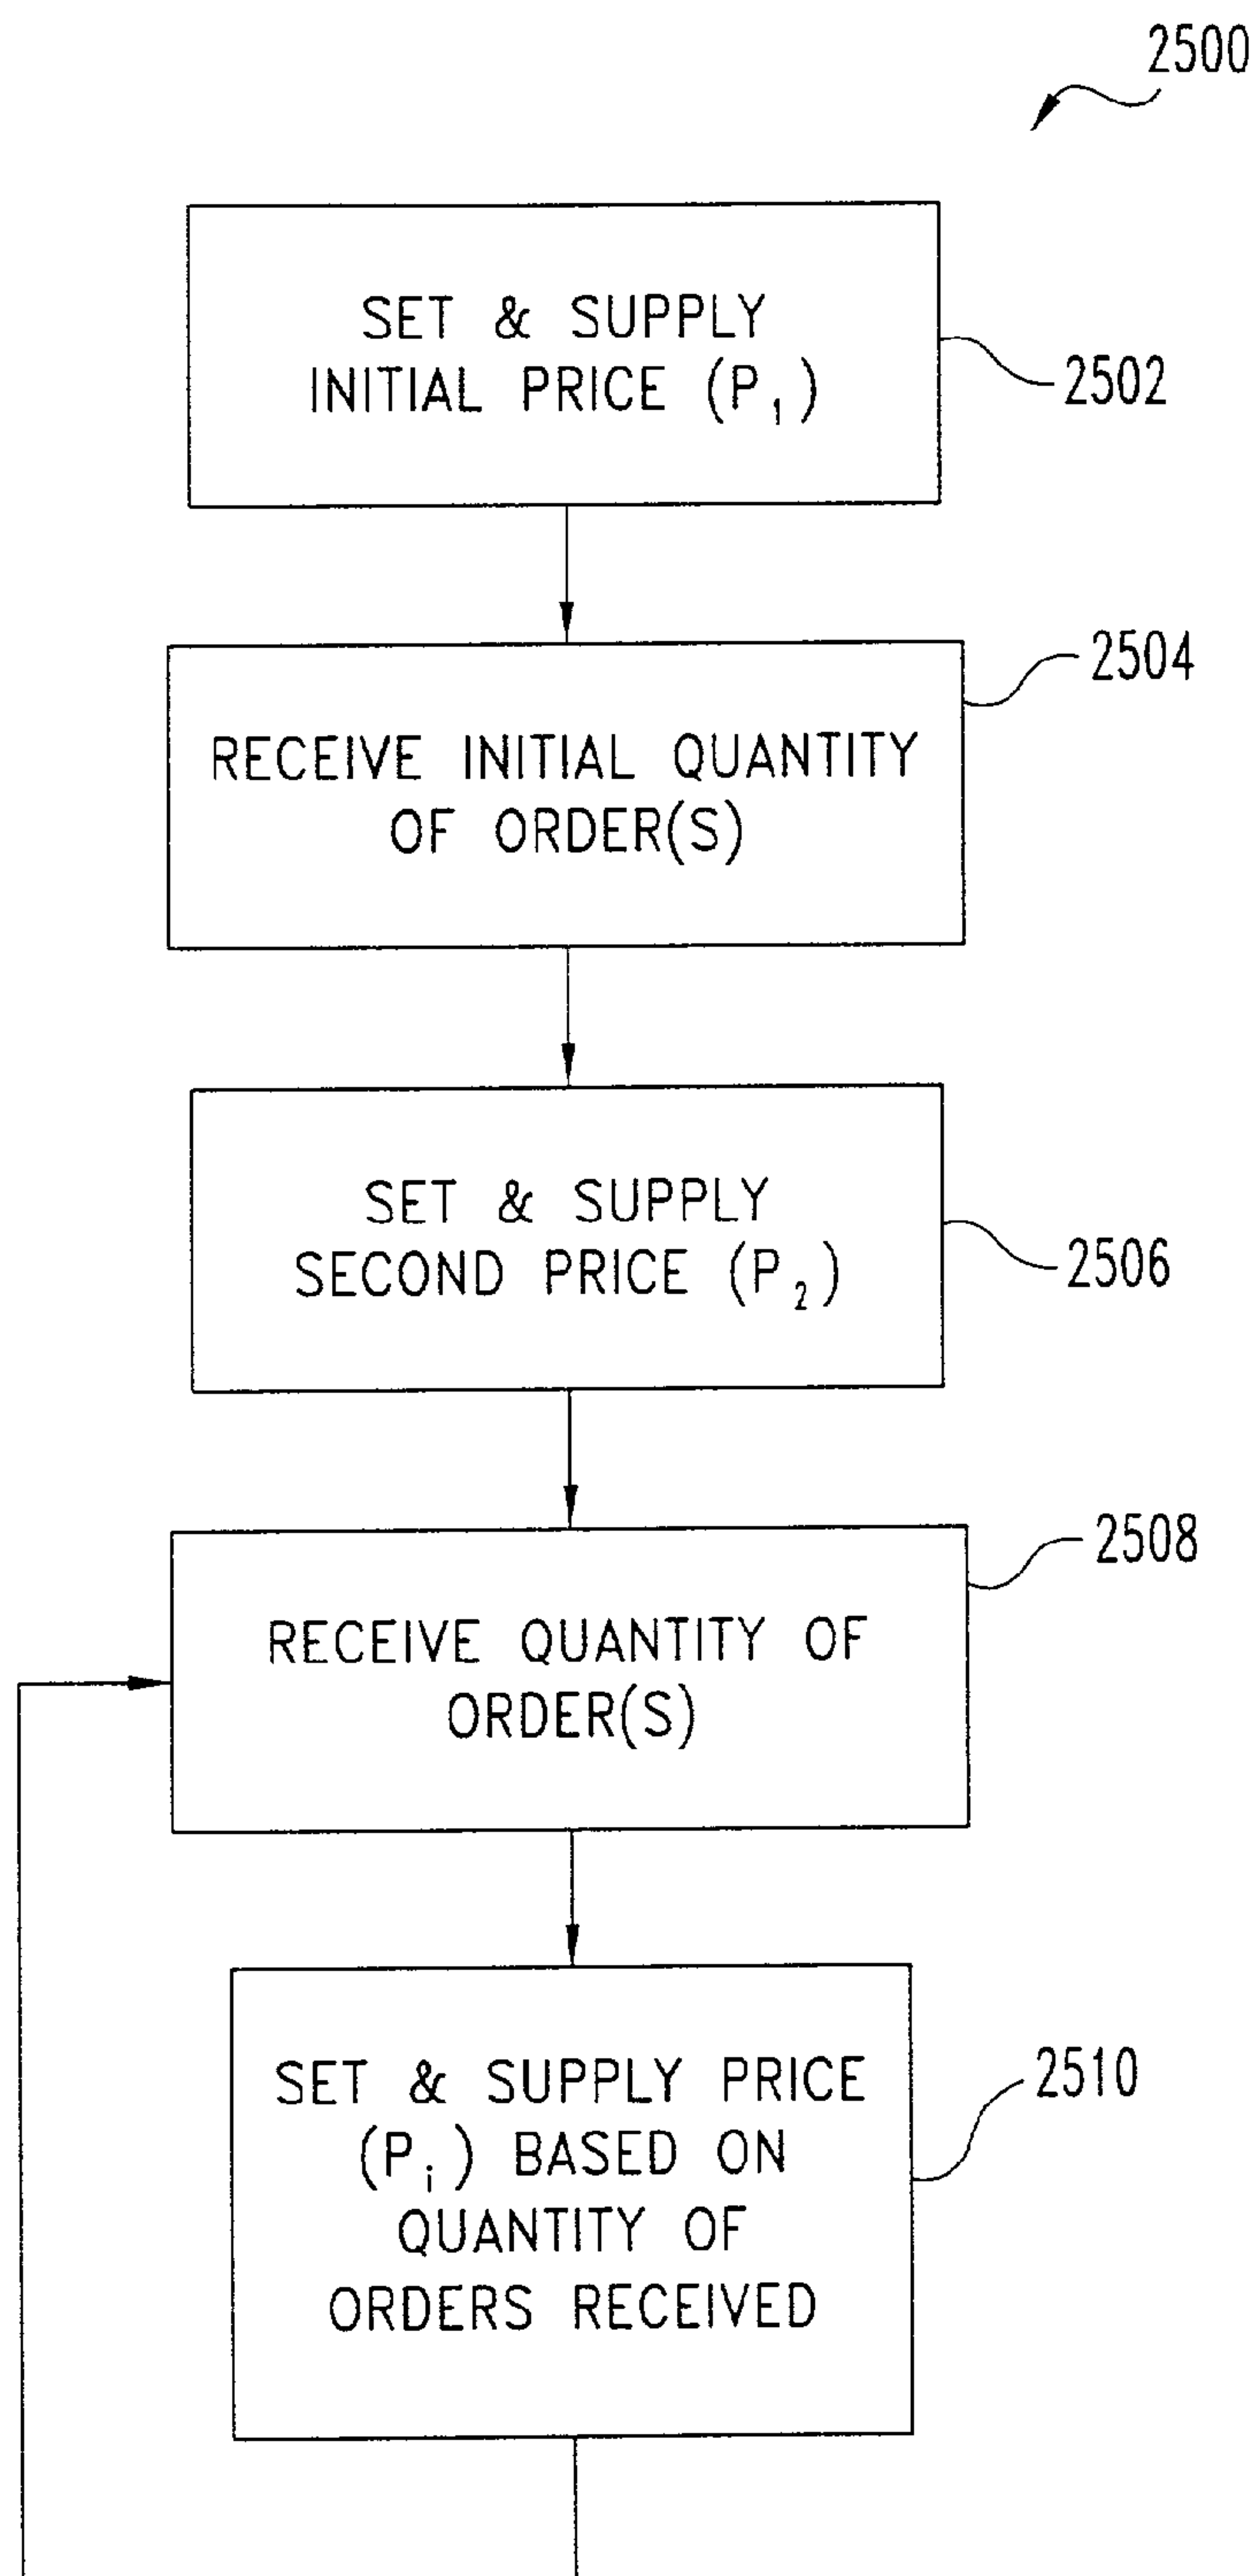 2500
SET & SUPPLY
INITIAL PRICE (P₁)
2502
2504
RECEIVE INITIAL QUANTITY
OF ORDER(S)
SET & SUPPLY
SECOND PRICE (P₂)
2506
2508
RECEIVE QUANTITY OF
ORDER(S)
SET & SUPPLY PRICE
(Pᵢ) BASED ON
QUANTITY OF
ORDERS RECEIVED
2510